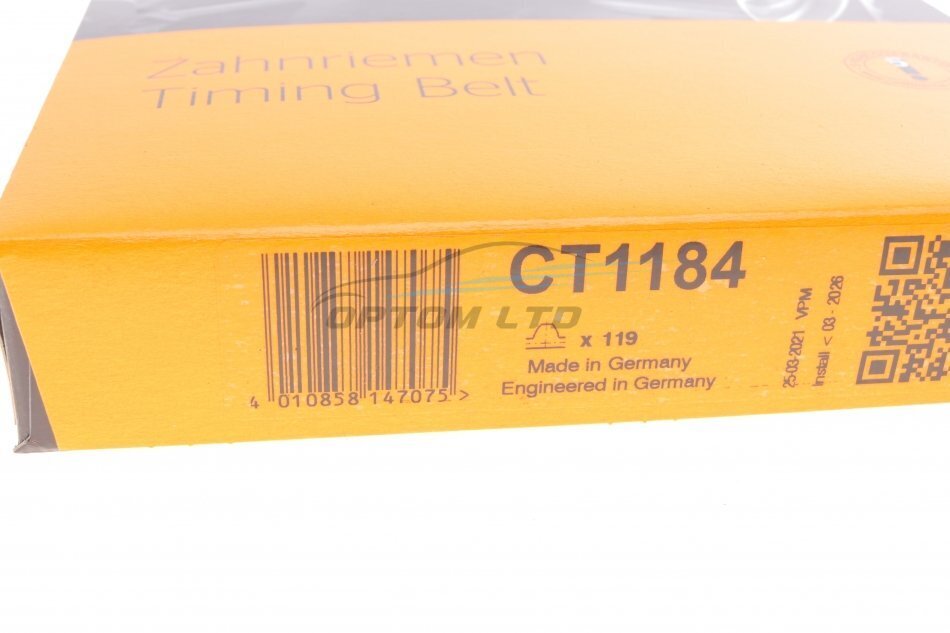 Zahnriemen
Timing Belt
CT1184
OPTOM LTD
x 119
Made in Germany
Engineered in Germany
4 010858 147075 >
25-03-2021 VPM
Install < 03 - 2026